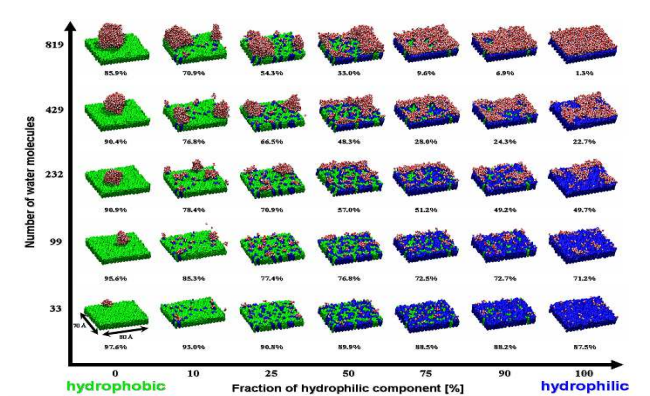 Number of water molecules
819
85.9% 70.9% 54.3% 33.0% 9.6% 6.9% 1.3%
429
90.4% 76.8% 66.5% 48.3% 28.0% 24.3% 22.7%
232
90.9% 78.4% 70.9% 57.0% 51.2% 49.2% 49.7%
99
95.6% 85.3% 77.4% 76.8% 72.5% 72.7% 71.2%
33
70 Å
80 Å
97.6% 93.0% 90.8% 89.9% 88.5% 88.2% 87.5%
0 10 25 50 75 90 100
hydrophobic Fraction of hydrophilic component [%] hydrophilic